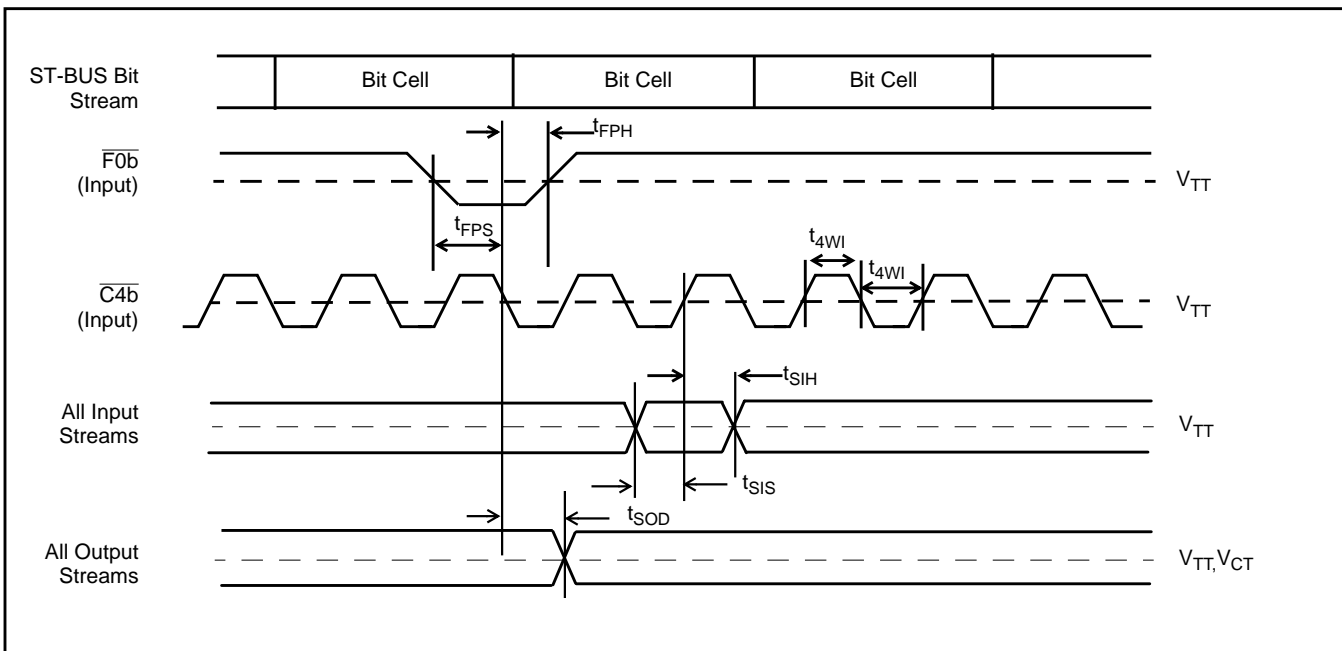 ST-BUS Bit
Stream
Bit Cell
Bit Cell
Bit Cell
tFPH
F0b
(Input)
VTT
tFPS
t4WI
t4WI
C4b
(Input)
VTT
tSIH
All Input
Streams
VTT
tSIS
tSOD
All Output
Streams
VTT,VCT